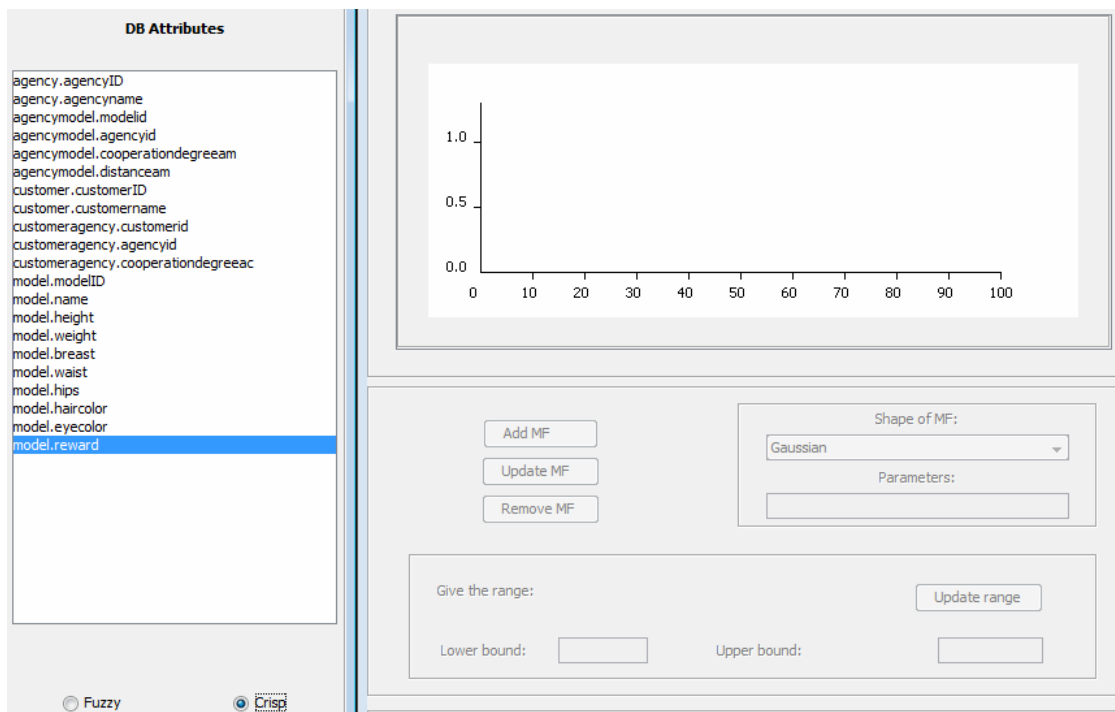 DB Attributes
agency.agencyID
agency.agencyname
agencymodel.modelid
agencymodel.agencyid
agencymodel.cooperationdegreeam
agencymodel.distanceam
customer.customerID
customer.customername
customeragency.customerid
customeragency.agencyid
customeragency.cooperationdegreeac
model.modelID
model.name
model.height
model.weight
model.breast
model.waist
model.hips
model.haircolor
model.eyecolor
model.reward
Fuzzy Crisp
1.0
0.5
0.0
0 10 20 30 40 50 60 70 80 90 100
Add MF
Update MF
Remove MF
Shape of MF:
Gaussian
Parameters:
Give the range:
Update range
Lower bound: Upper bound: